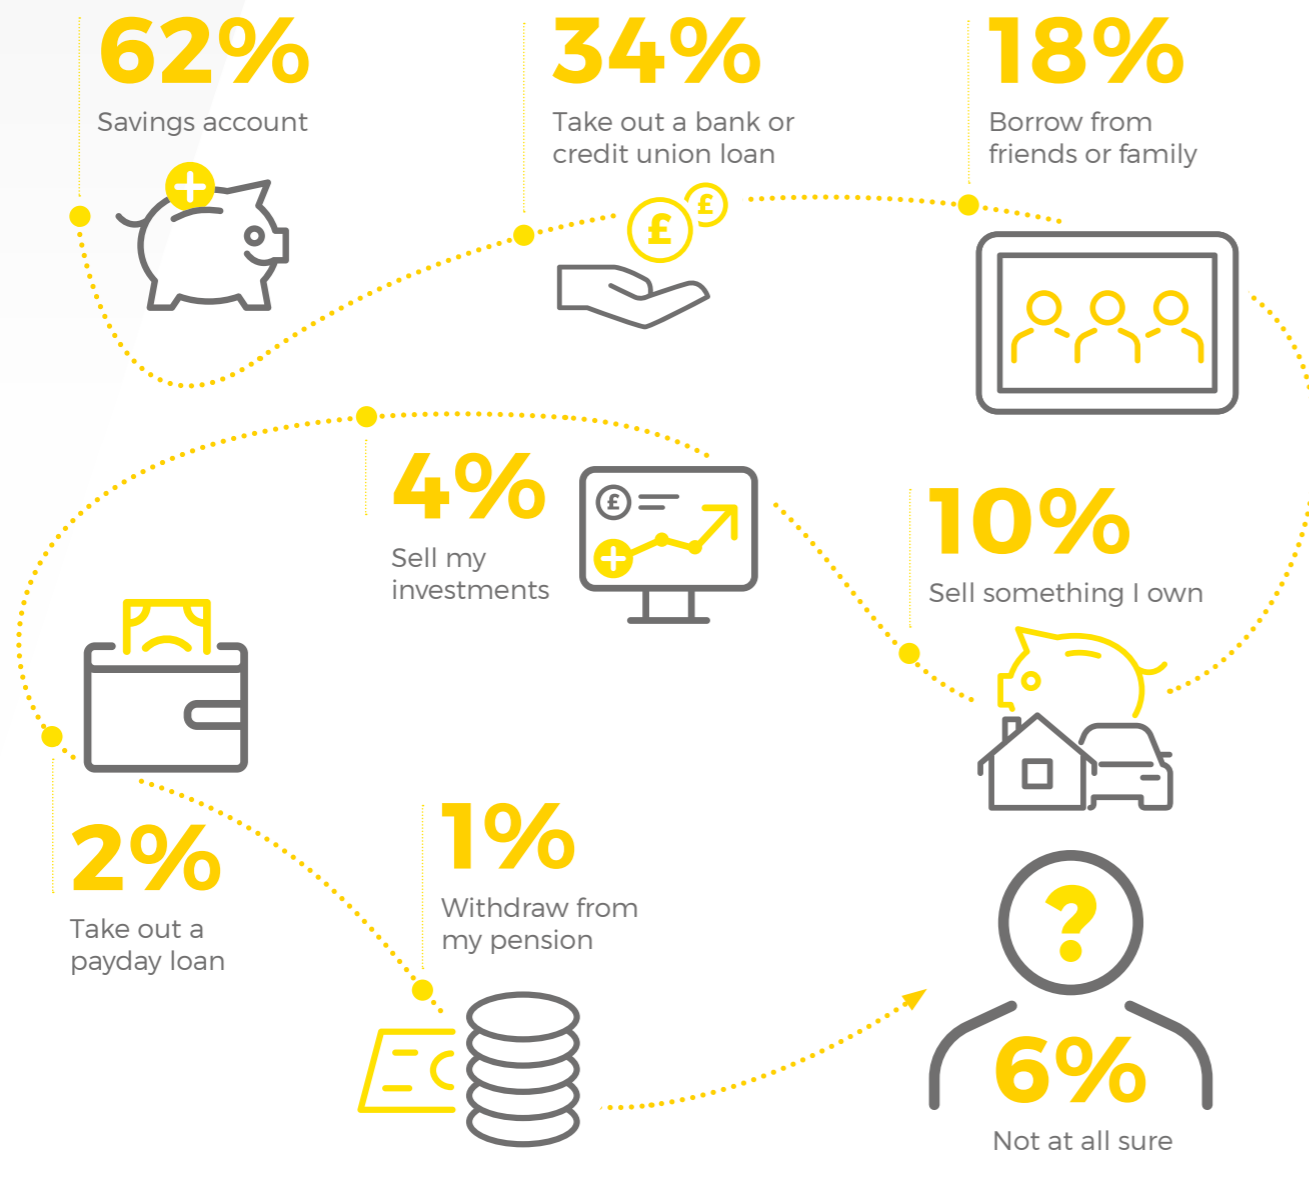 62%
Savings account
34%
Take out a bank or
credit union loan
££
18%
Borrow from
friends or family
10%
Sell something I own
4%
Sell my
investments
£
2%
Take out a
payday loan
1%
Withdraw from
my pension
?
6%
Not at all sure